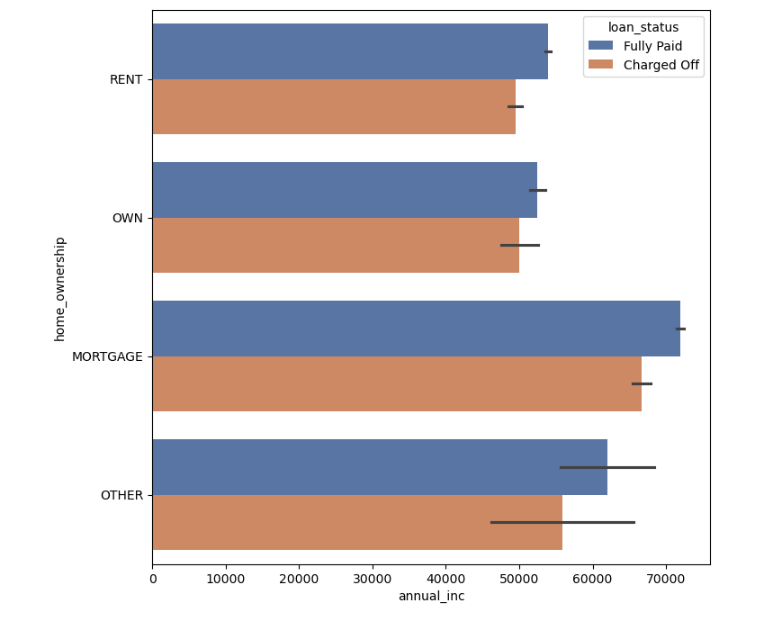 loan_status
Fully Paid
Charged Off
RENT
OWN
MORTGAGE
OTHER
home_ownership
0 10000 20000 30000 40000 50000 60000 70000
annual_inc